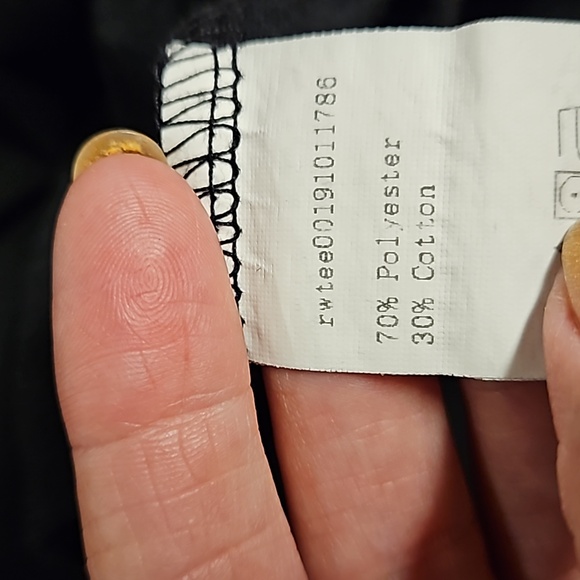 rwtee00191011786
70% Polyester
30% Cotton